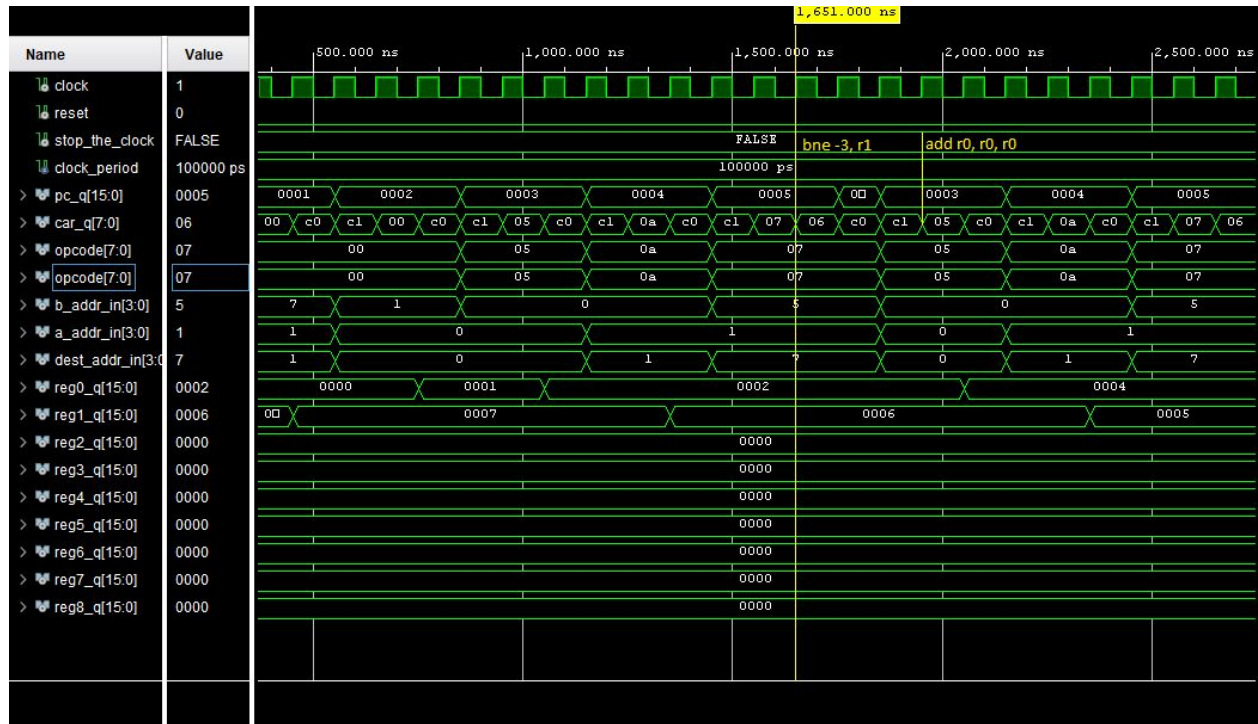 1,651.000 ns
Name Value
500.000 ns 1,000.000 ns 1,500.000 ns 2,000.000 ns 2,500.000 ns
clock 1
reset 0
stop_the_clock FALSE FALSE bne -3, r1 add r0, r0, r0
clock_period 100000 ps 100000 ps
pc_q[15:0] 0005 0001 0002 0003 0004 0005 00 0003 0004 0005
car_q[7:0] 06 00 c0 c1 00 c0 c1 05 c0 c1 0a c0 c1 07 06 c0 c1 05 c0 c1 0a c0 c1 07 06
opcode[7:0] 07 00 05 0a 07 05 0a 07
opcode[7:0] 07 00 05 0a 07 05 0a 07
b_addr_in[3:0] 5 7 1 0 5 0 5
a_addr_in[3:0] 1 1 0 1 0 1
dest_addr_in[3:0 7 1 0 1 7 0 1 7
reg0_q[15:0] 0002 0000 0001 0002 0004
reg1_q[15:0] 0006 00 0007 0006 0005
reg2_q[15:0] 0000 0000
reg3_q[15:0] 0000 0000
reg4_q[15:0] 0000 0000
reg5_q[15:0] 0000 0000
reg6_q[15:0] 0000 0000
reg7_q[15:0] 0000 0000
reg8_q[15:0] 0000 0000